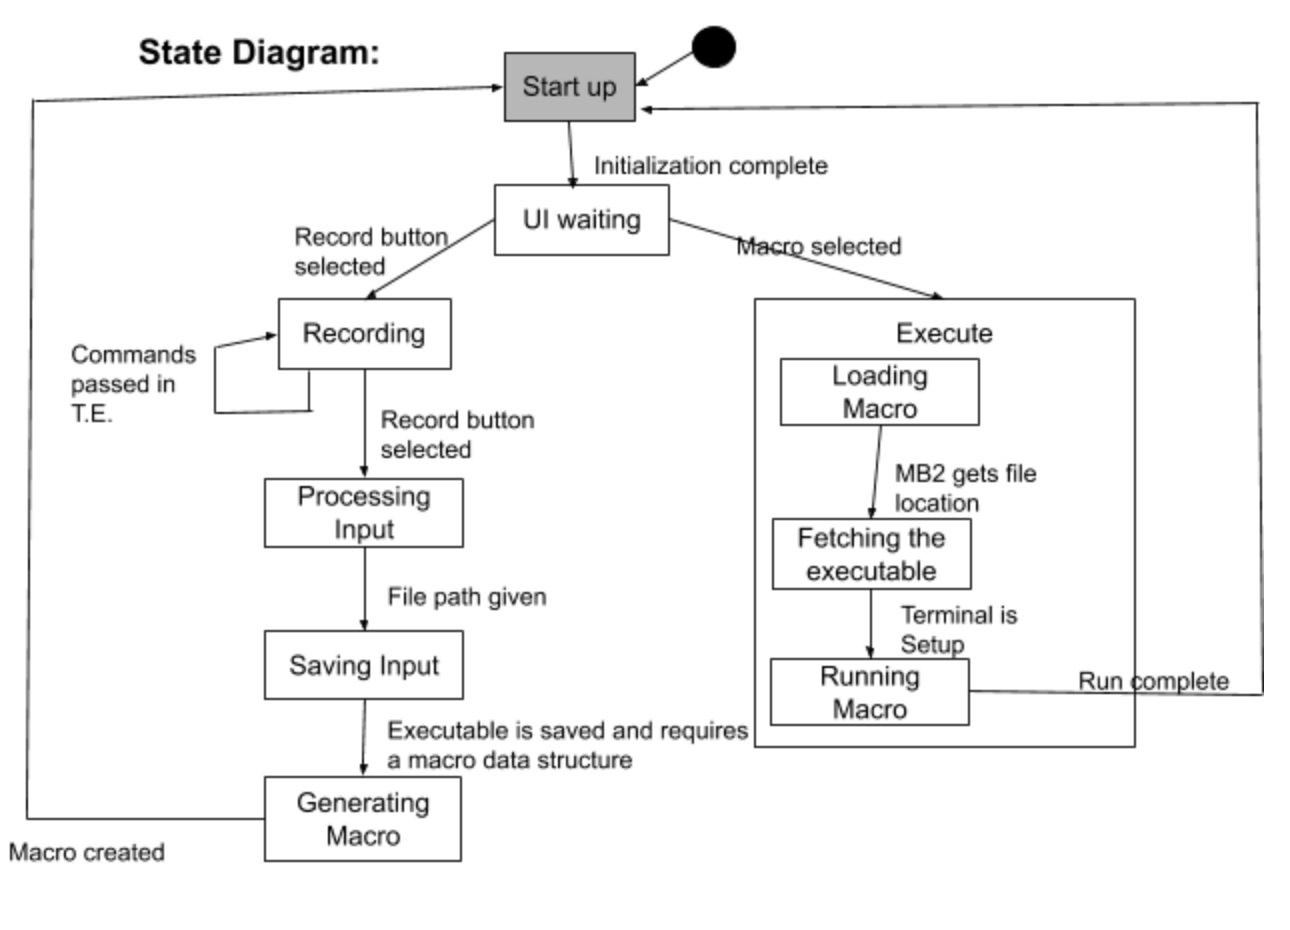 State Diagram:
Start up
Initialization complete
UI waiting
Record button
selected
Macro selected
Recording
Commands
passed in
T.E.
Record button
selected
Processing
Input
File path given
Saving Input
Executable is saved and requires
a macro data structure
Generating
Macro
Macro created
Execute
Loading
Macro
MB2 gets file
location
Fetching the
executable
Terminal is
Setup
Running
Macro
Run complete